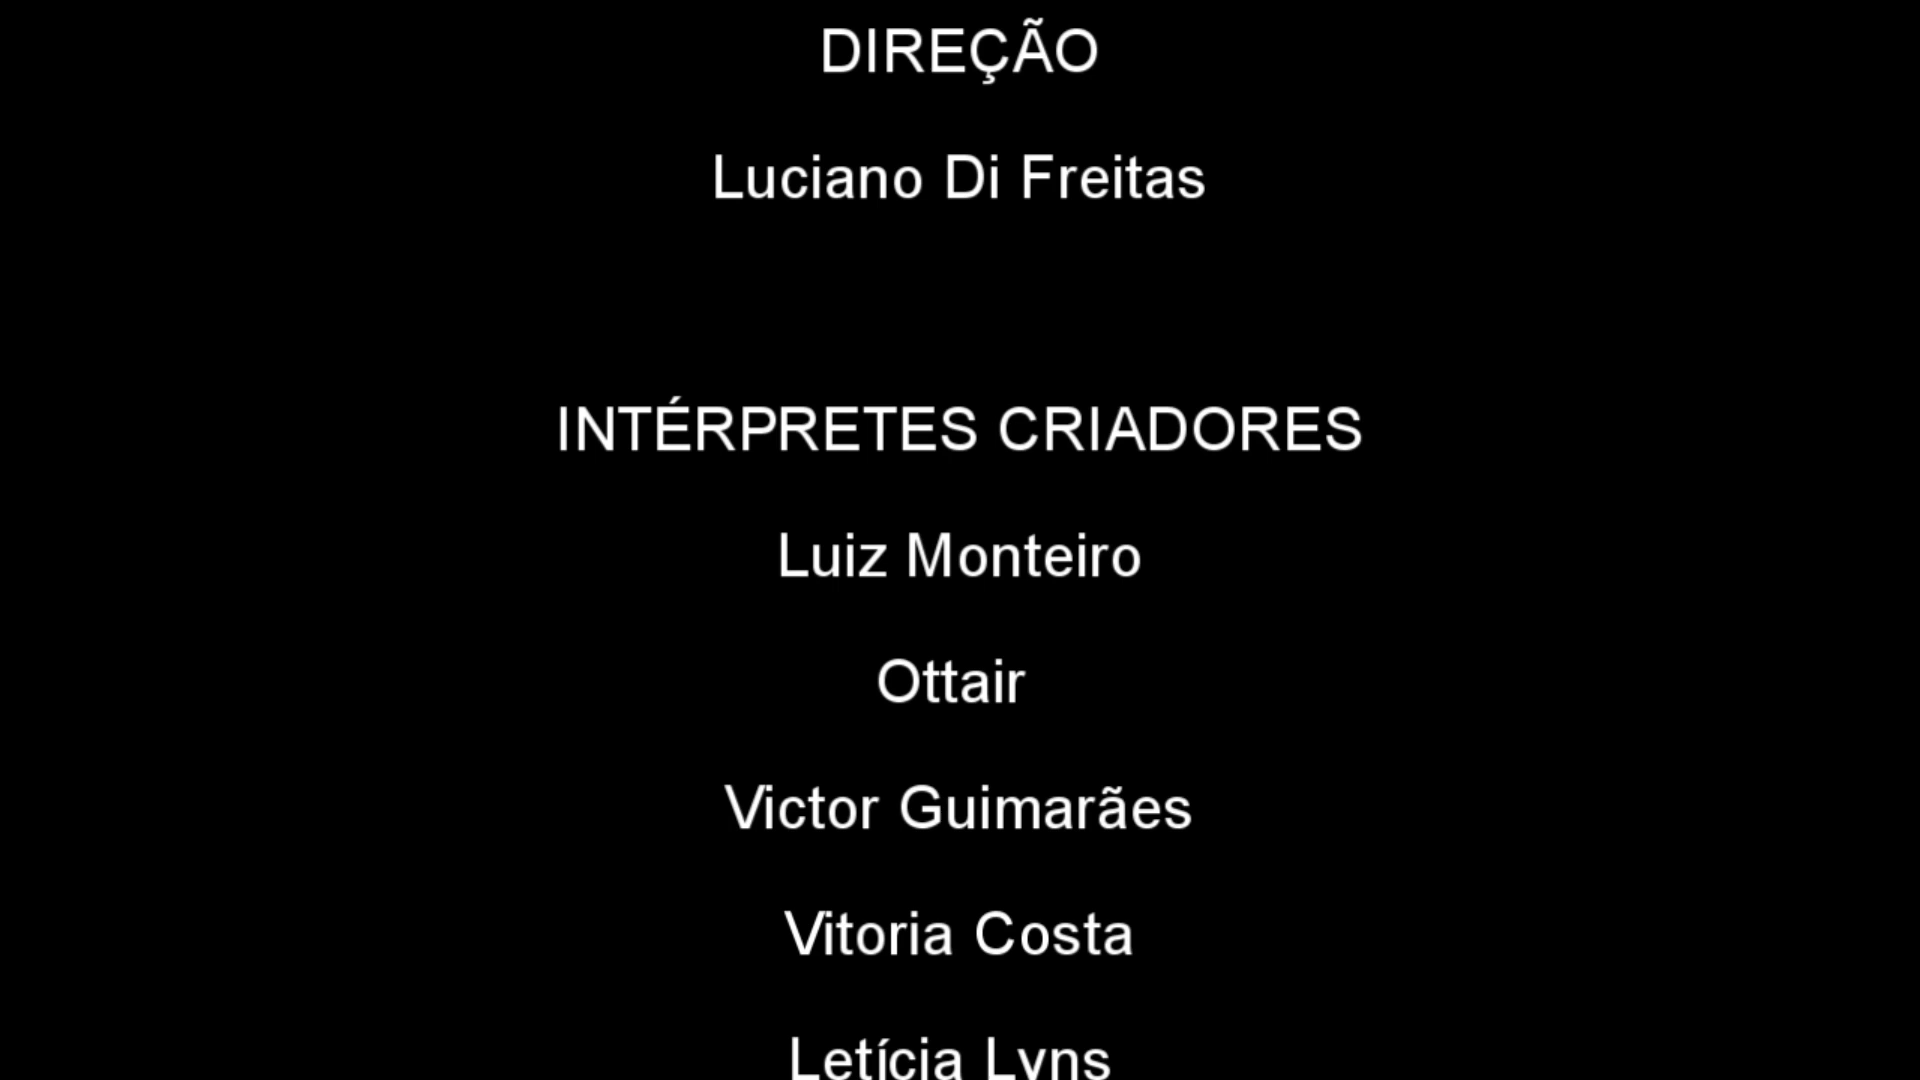 DIREÇÃO
Luciano Di Freitas
INTÉRPRETES CRIADORES
Luiz Monteiro
Ottair
Victor Guimarães
Vitoria Costa
Letícia Lyns